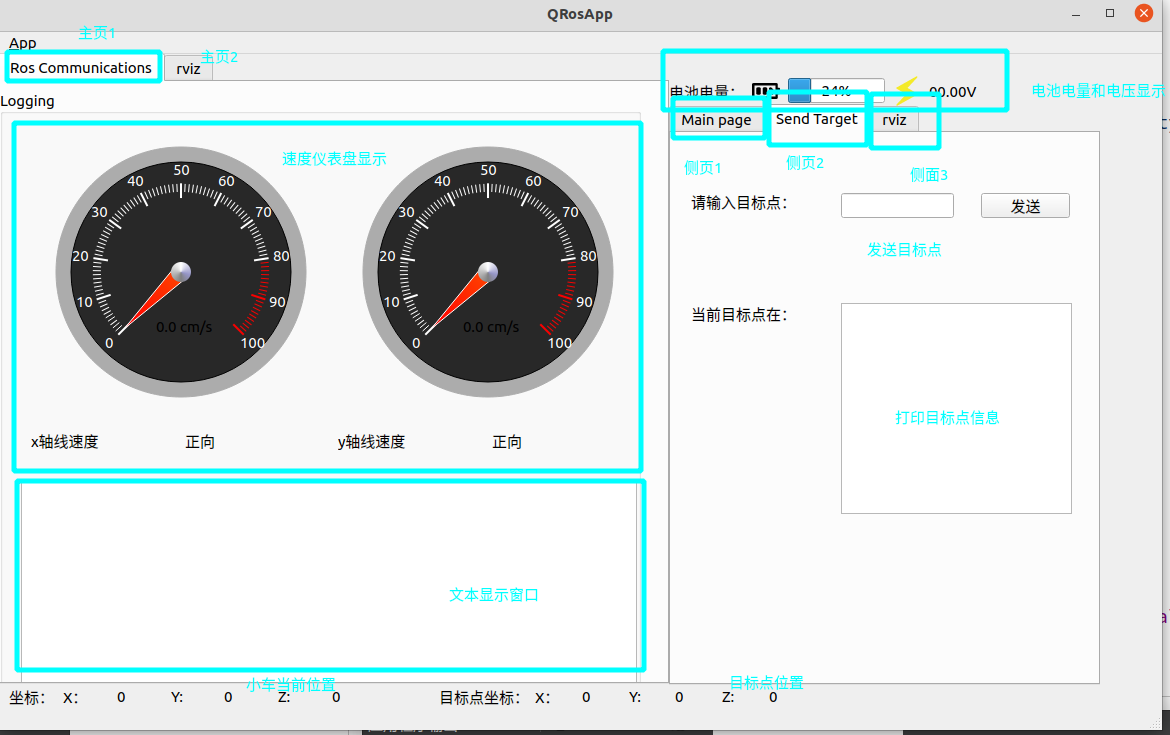 QRosApp
App
主页1
Ros Communications
rviz
主页2
Logging
电池电量：
24%
00.00V
电池电量和电压显示
Main page
Send Target
rviz
侧页1
侧页2
侧面3
速度仪表盘显示
0
10
20
30
40
50
60
70
80
90
100
0.0 cm/s
0
10
20
30
40
50
60
70
80
90
100
0.0 cm/s
x轴线速度
正向
y轴线速度
正向
请输入目标点：
发送
发送目标点
当前目标点在：
打印目标点信息
文本显示窗口
小车当前位置
目标点位置
坐标： X： 0 Y: 0 Z: 0
目标点坐标： X： 0 Y: 0 Z: 0